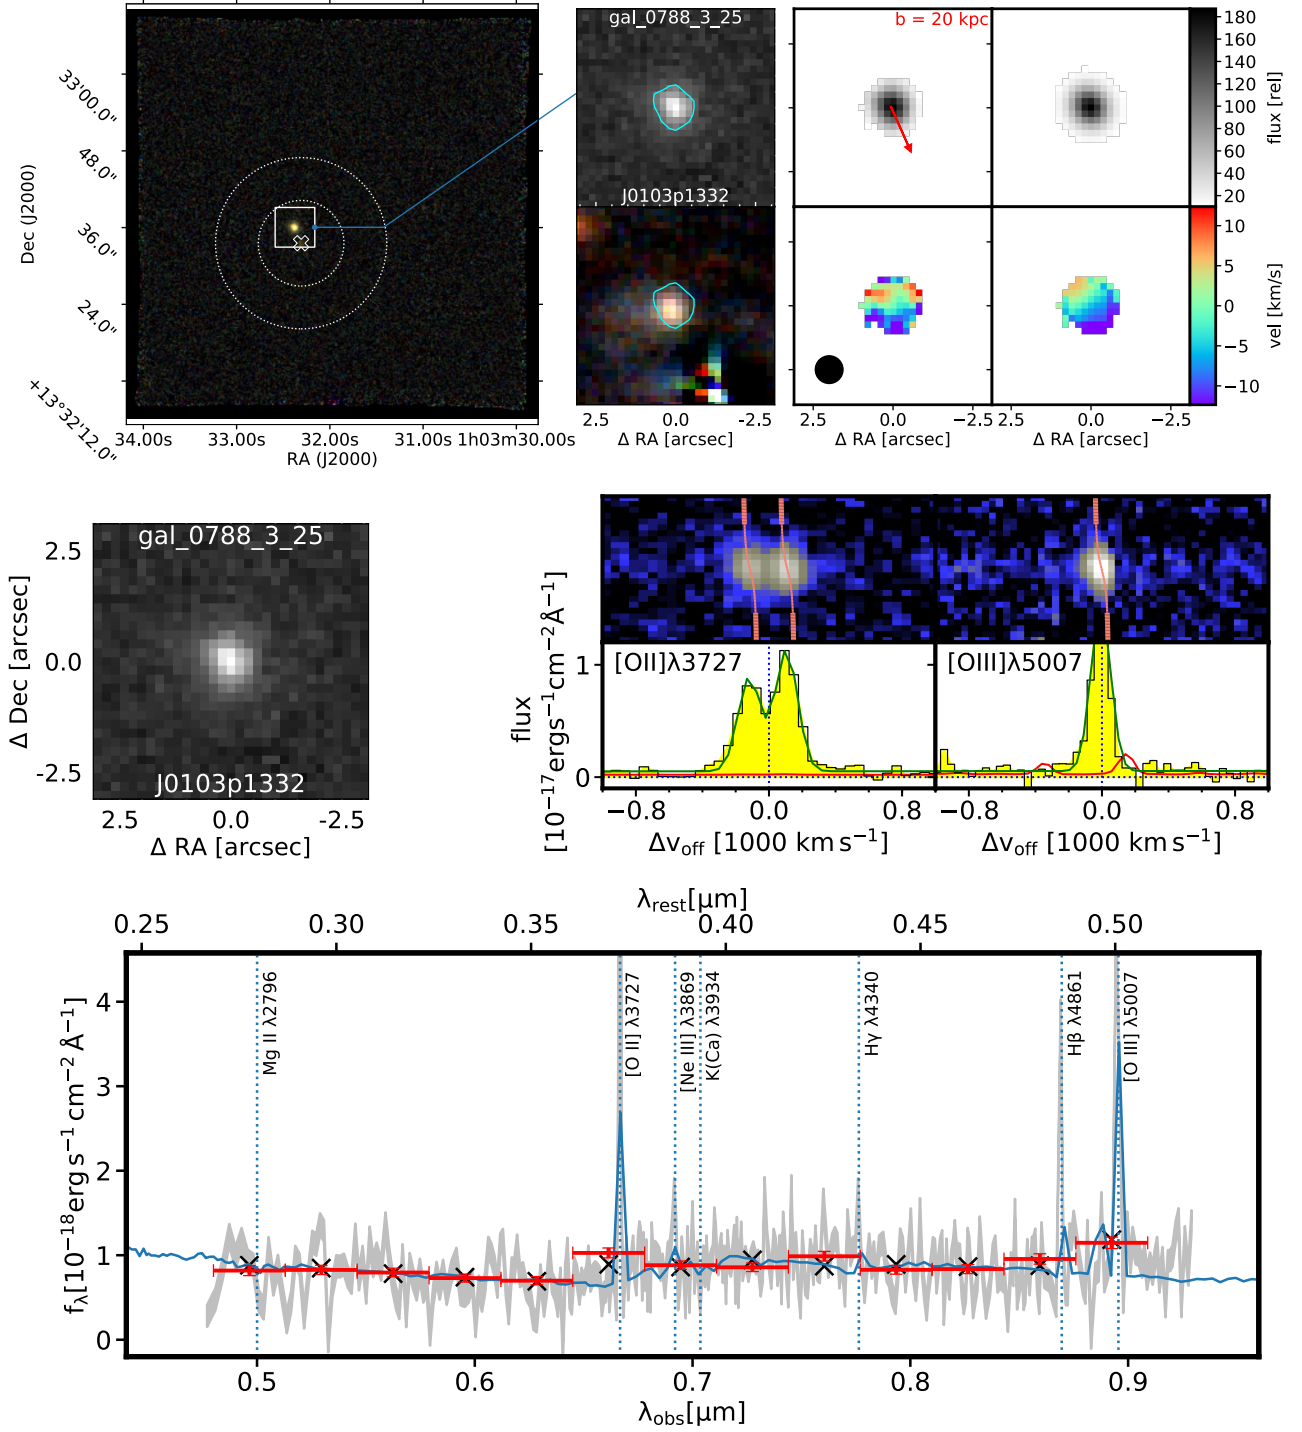 gal_0788_3_25
J0103p1332
b = 20 kpc
33'00.0"
48.0"
36.0"
24.0"
+13°32'12.0"
Dec (J2000)
34.00s 33.00s 32.00s 31.00s 1h03m30.00s
RA (J2000)
2.5 0.0 −2.5
Δ RA [arcsec]
2.5 0.0 −2.5
Δ RA [arcsec]
2.5 0.0 −2.5
Δ RA [arcsec]
180
160
140
120
100
80
60
40
20
flux [rel]
10
5
0
−5
−10
vel [km/s]
gal_0788_3_25
J0103p1332
2.5
0.0
-2.5
Δ Dec [arcsec]
2.5 0.0 -2.5
Δ RA [arcsec]
[OII]λ3727
[OIII]λ5007
1
0
flux
[10⁻¹⁷ergs⁻¹cm⁻²Å⁻¹]
−0.8 0.0 0.8
Δv_off [1000 km s⁻¹]
−0.8 0.0 0.8
Δv_off [1000 km s⁻¹]
λ_rest[μm]
0.25 0.30 0.35 0.40 0.45 0.50
Mg II λ2796
[O II] λ3727
[Ne III] λ3869
K(Ca) λ3934
Hγ λ4340
Hβ λ4861
[O III] λ5007
4
3
2
1
0
f_λ[10⁻¹⁸erg s⁻¹ cm⁻² Å⁻¹]
0.5 0.6 0.7 0.8 0.9
λ_obs[μm]